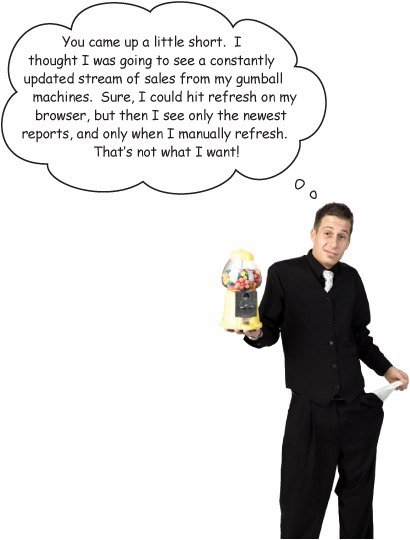 You came up a little short.  I
thought I was going to see a constantly
updated stream of sales from my gumball
machines.  Sure, I could hit refresh on my
browser, but then I see only the newest
reports, and only when I manually refresh.
That's not what I want!